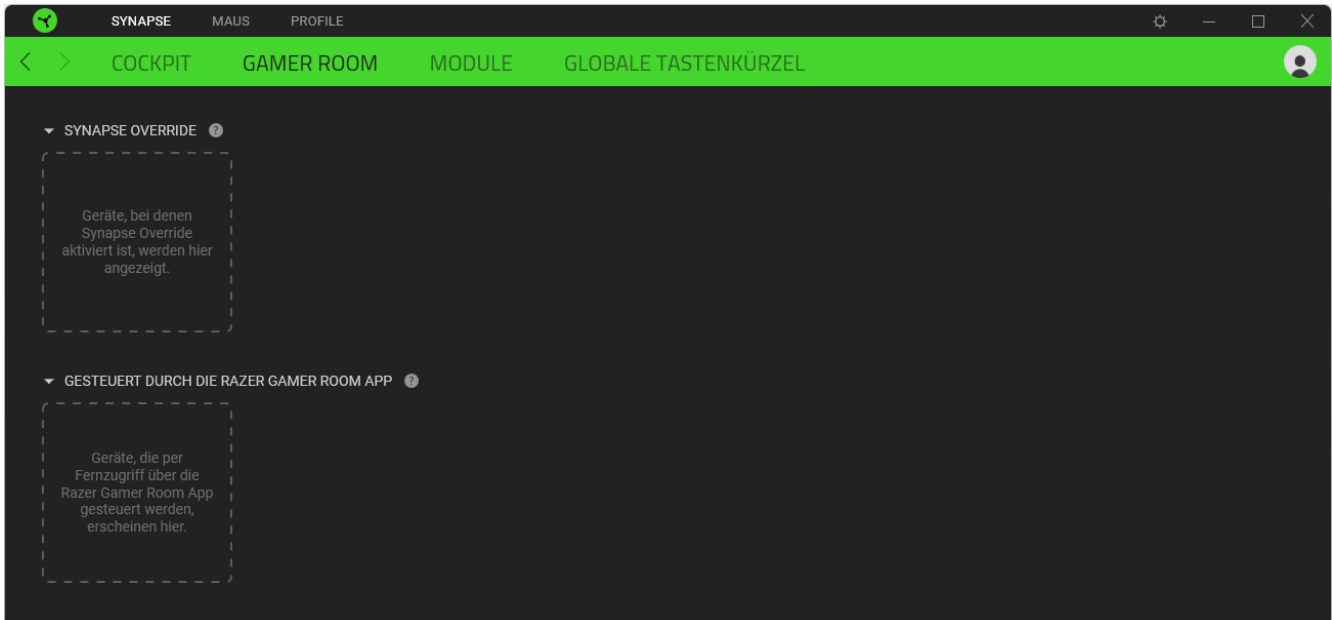 SYNAPSE MAUS PROFILE
COCKPIT GAMER ROOM MODULE GLOBALE TASTENKÜRZEL
SYNAPSE OVERRIDE ?
Geräte, bei denen
Synapse Override
aktiviert ist, werden hier
angezeigt.
GESTEUERT DURCH DIE RAZER GAMER ROOM APP ?
Geräte, die per
Fernzugriff über die
Razer Gamer Room App
gesteuert werden,
erscheinen hier.